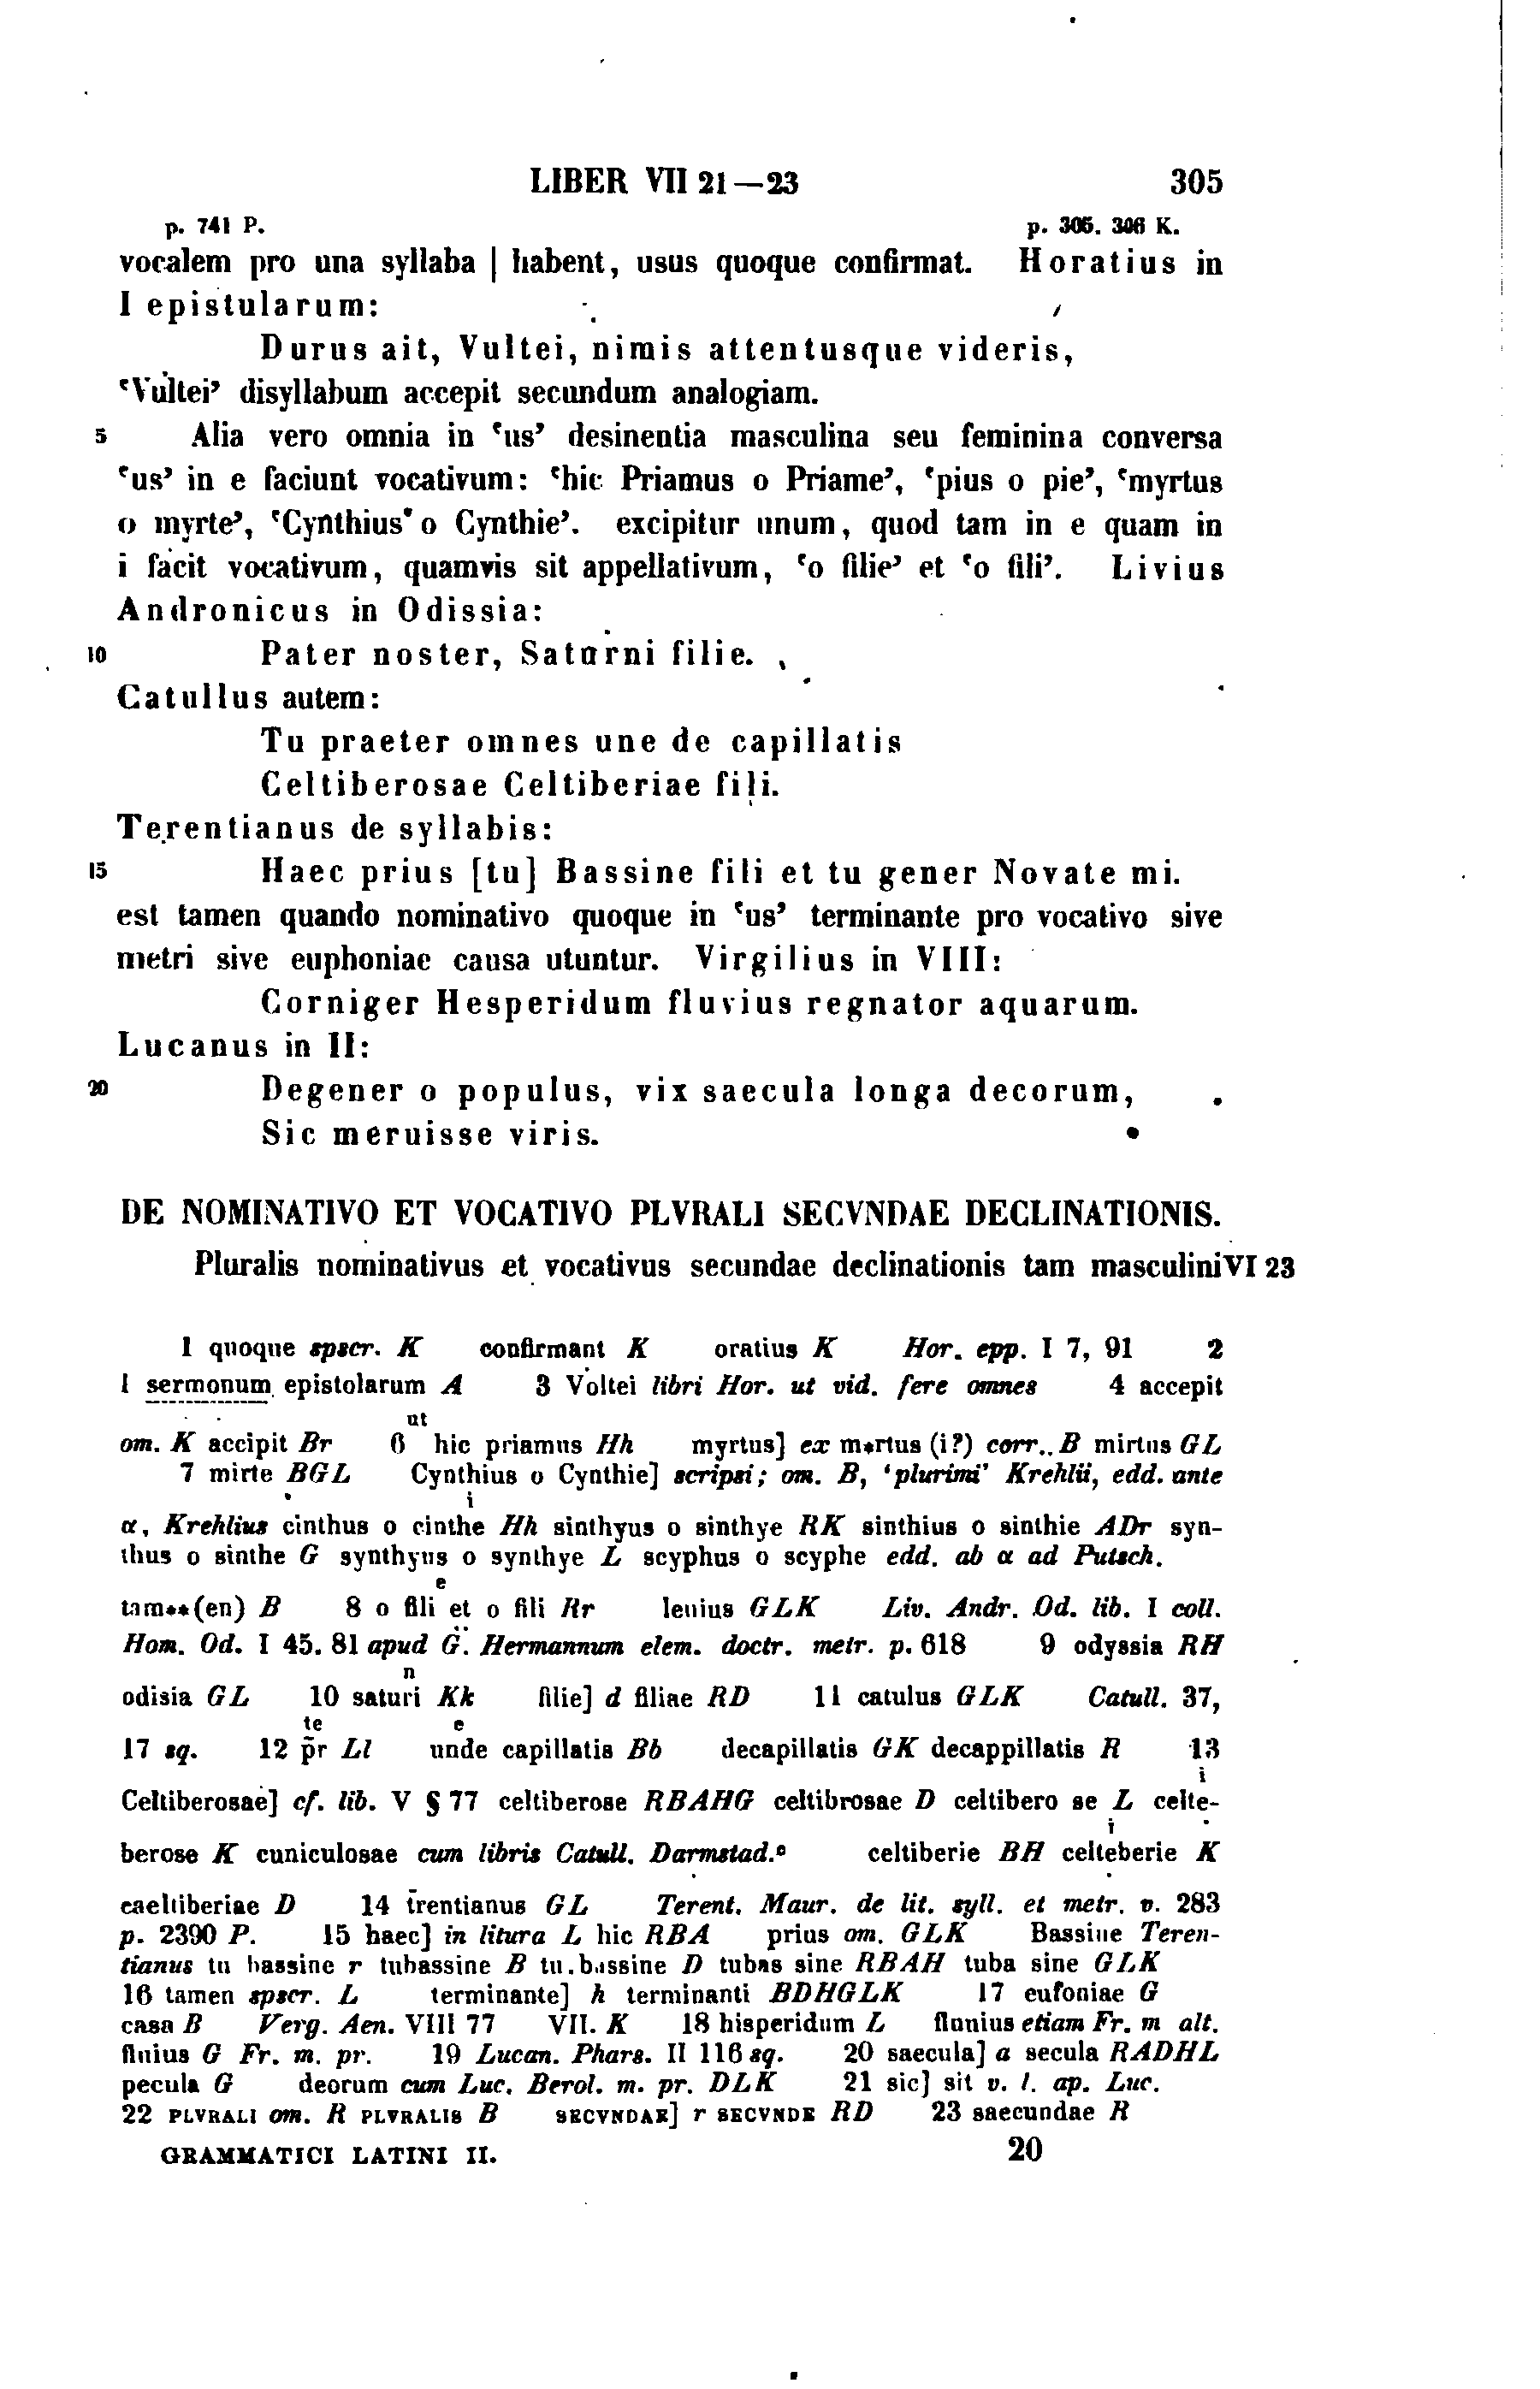 LIBER VII 21—23 305
p. 741 P. p. 305. 306 K.
vocalem pro una syllaba | habent, usus quoque confirmat. Horatius in
I epistularum:
Durus ait, Vultei, nimis attentusque videris,
‘Vultei’ disyllabum accepit secundum analogiam.
5 Alia vero omnia in ‘us’ desinentia masculina seu feminina conversa
‘us’ in e faciunt vocativum: ‘hic Priamus o Priame’, ‘pius o pie’, ‘myrtus
o myrte’, ‘Cynthius o Cynthie’. excipitur unum, quod tam in e quam in
i facit vocativum, quamvis sit appellativum, ‘o filie’ et ‘o fili’. Livius
Andronicus in Odissia:
10 Pater noster, Saturni filie.
Catullus autem:
Tu praeter omnes une de capillatis
Celtiberosae Celtiberiae fili.
Terentianus de syllabis:
15 Haec prius [tu] Bassine fili et tu gener Novate mi.
est tamen quando nominativo quoque in ‘us’ terminante pro vocativo sive
metri sive euphoniae causa utuntur. Virgilius in VIII:
Corniger Hesperidum fluvius regnator aquarum.
Lucanus in II:
20 Degener o populus, vix saecula longa decorum,
Sic meruisse viris.
DE NOMINATIVO ET VOCATIVO PLVRALI SECVNDAE DECLINATIONIS.
Pluralis nominativus et vocativus secundae declinationis tam masculini VI 23
1 quoque spscr. K confirmant K oratius K Hor. epp. I 7, 91 2
I sermonum epistolarum A 3 Voltei libri Hor. ut vid. fere omnes 4 accepit
ut
om. K accipit Br 6 hic priamus Hh myrtus] ex m*rtus (i?) corr. B mirtus GL
7 mirte BGL Cynthius o Cynthie] scripsi; om. B, ‘plurimi’ Krehlii, edd. ante
i
α, Krehlius cinthus o cinthe Hh sinthyus o sinthye RK sinthius o sinthie ADr syn-
thus o sinthe G synthyus o synthye L scyphus o scyphe edd. ab α ad Putsch.
e
tam**(en) B 8 o fili et o fili Rr leuius GLK Liv. Andr. Od. lib. I coll.
Hom. Od. I 45. 81 apud G. Hermannum elem. doctr. metr. p. 618 9 odyssia RH
n
odisia GL 10 saturi Kk filie] d filiae RD 11 catulus GLK Catull. 37,
te e
17 sq. 12 p̄r Ll unde capillatis Bb decapillatis GK decappillatis R 13
i
Celtiberosae] cf. lib. V § 77 celtiberose RBAHG celtibrosae D celtibero se L celte-
i
berose K cuniculosae cum libris Catull. Darmstad. celtiberie BH celteberie K
caeltiberiae D 14 t̄rentianus GL Terent. Maur. de lit. syll. et metr. v. 283
p. 2390 P. 15 haec] in litura L hic RBA prius om. GLK Bassine Teren-
tianus tu bassine r tubassine B tu.bassine D tubas sine RBAH tuba sine GLK
16 tamen spscr. L terminante] h terminanti BDHGLK 17 eufoniae G
casa B Verg. Aen. VIII 77 VII. K 18 hisperidum L fluuius etiam Fr. m alt.
fluius G Fr. m. pr. 19 Lucan. Phars. II 116 sq. 20 saecula] a secula RADHL
pecula G deorum cum Luc. Berol. m. pr. DLK 21 sic] sit v. l. ap. Luc.
22 PLVRALI om. R PLVRALIS B SECVNDAE] r SECVNDE RD 23 saecundae R
GRAMMATICI LATINI II. 20